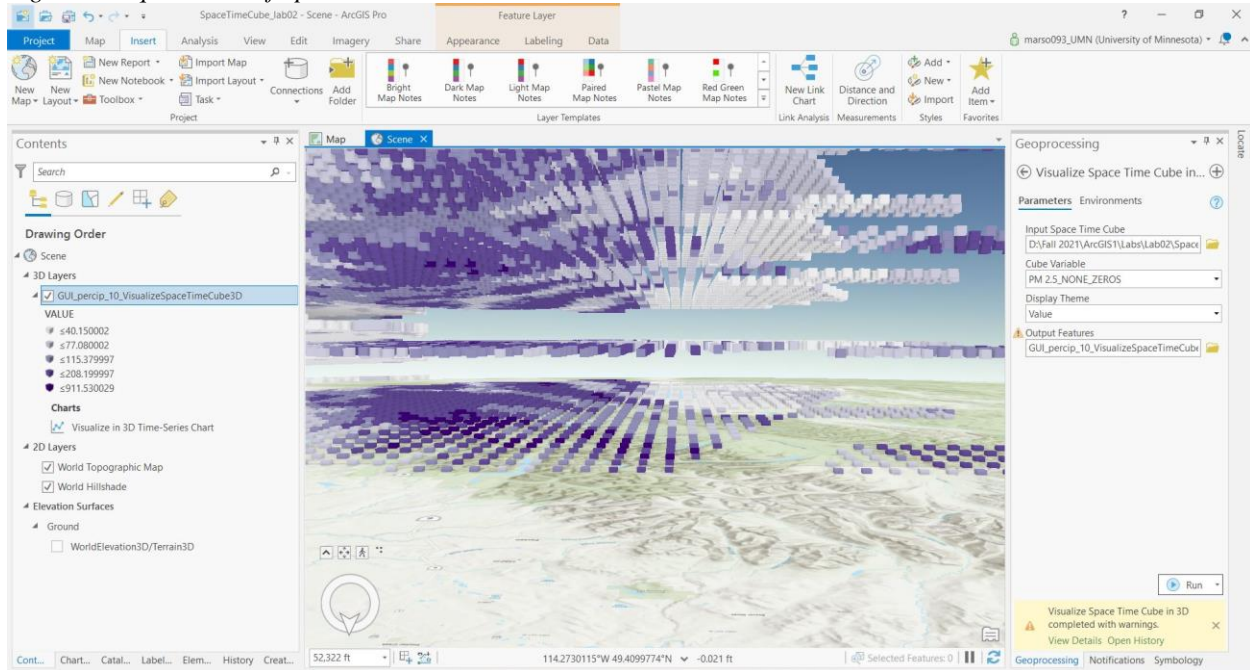 SpaceTimeCube_lab02 - Scene - ArcGIS Pro
Feature Layer
?
Project Map Insert Analysis View Edit Imagery Share Appearance Labeling Data
marso093_UMN (University of Minnesota)
New Map
New Layout
New Report
New Notebook
Toolbox
Import Map
Import Layout
Task
Connections
Add Folder
Bright Map Notes
Dark Map Notes
Light Map Notes
Paired Map Notes
Pastel Map Notes
Red Green Map Notes
New Link Chart
Distance and Direction
Add
New
Import
Add Item
Project
Layer Templates
Link Analysis
Measurements
Styles
Favorites
Contents
Search
Drawing Order
Scene
3D Layers
GUI_percip_10_VisualizeSpaceTimeCube3D
VALUE
≤40.150002
≤77.080002
≤115.379997
≤208.199997
≤911.530029
Charts
Visualize in 3D Time-Series Chart
2D Layers
World Topographic Map
World Hillshade
Elevation Surfaces
Ground
WorldElevation3D/Terrain3D
Cont... Chart... Catal... Label... Elem... History Creat...
Map
Scene
52,322 ft
114.2730115°W 49.4099774°N
-0.021 ft
Selected Features: 0
Geoprocessing
Visualize Space Time Cube in...
Parameters Environments
Input Space Time Cube
D:\Fall 2021\ArcGIS1\Labs\Lab02\Space
Cube Variable
PM 2.5_NONE_ZEROS
Display Theme
Value
Output Features
GUI_percip_10_VisualizeSpaceTimeCube
Run
Visualize Space Time Cube in 3D
completed with warnings.
View Details Open History
Geoprocessing Notifications Symbology
Locate